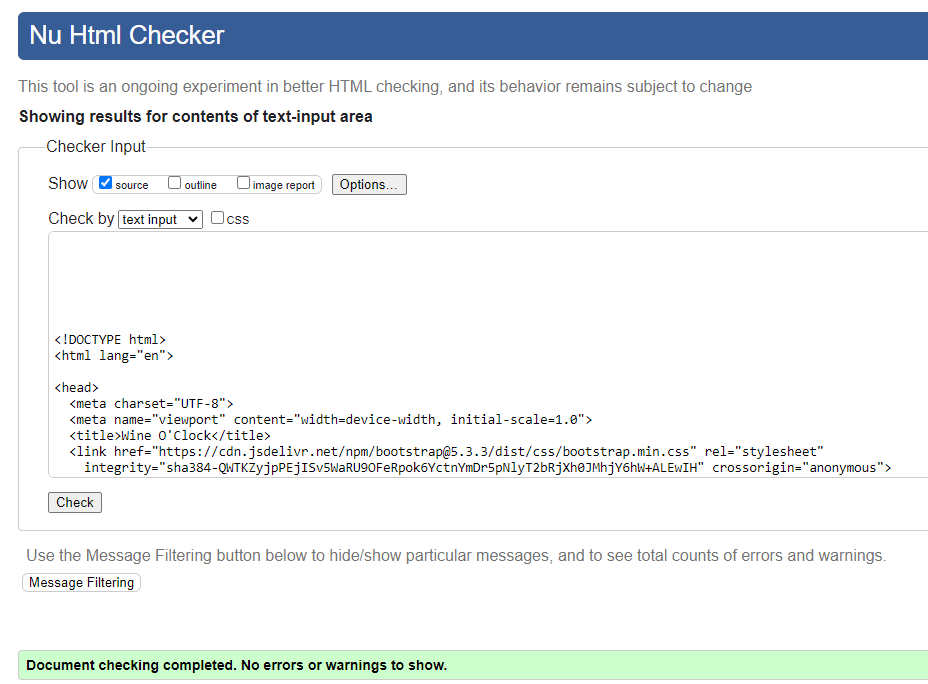 Nu Html Checker
This tool is an ongoing experiment in better HTML checking, and its behavior remains subject to change
Showing results for contents of text-input area
Checker Input
Show source outline image report Options...
Check by text input css
<!DOCTYPE html>
<html lang="en">
<head>
<meta charset="UTF-8">
<meta name="viewport" content="width=device-width, initial-scale=1.0">
<title>Wine O'Clock</title>
<link href="https://cdn.jsdelivr.net/npm/bootstrap@5.3.3/dist/css/bootstrap.min.css" rel="stylesheet"
integrity="sha384-QWTKZyjpPEjISv5WaRU9OFeRpok6YctnYmDr5pNlyT2bRjXh0JMhjY6hW+ALEwIH" crossorigin="anonymous">
Check
Use the Message Filtering button below to hide/show particular messages, and to see total counts of errors and warnings.
Message Filtering
Document checking completed. No errors or warnings to show.